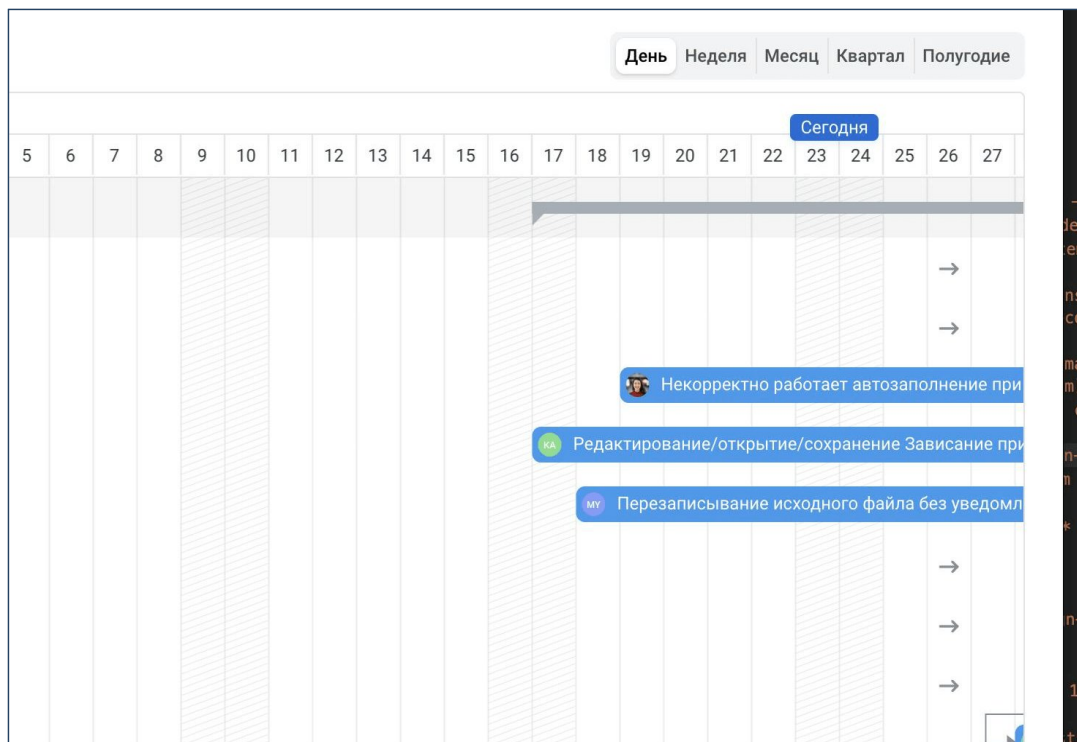 День Неделя Месяц Квартал Полугодие
Сегодня
5 6 7 8 9 10 11 12 13 14 15 16 17 18 19 20 21 22 23 24 25 26 27
Некорректно работает автозаполнение при
KA Редактирование/открытие/сохранение Зависание при
MY Перезаписывание исходного файла без уведомл